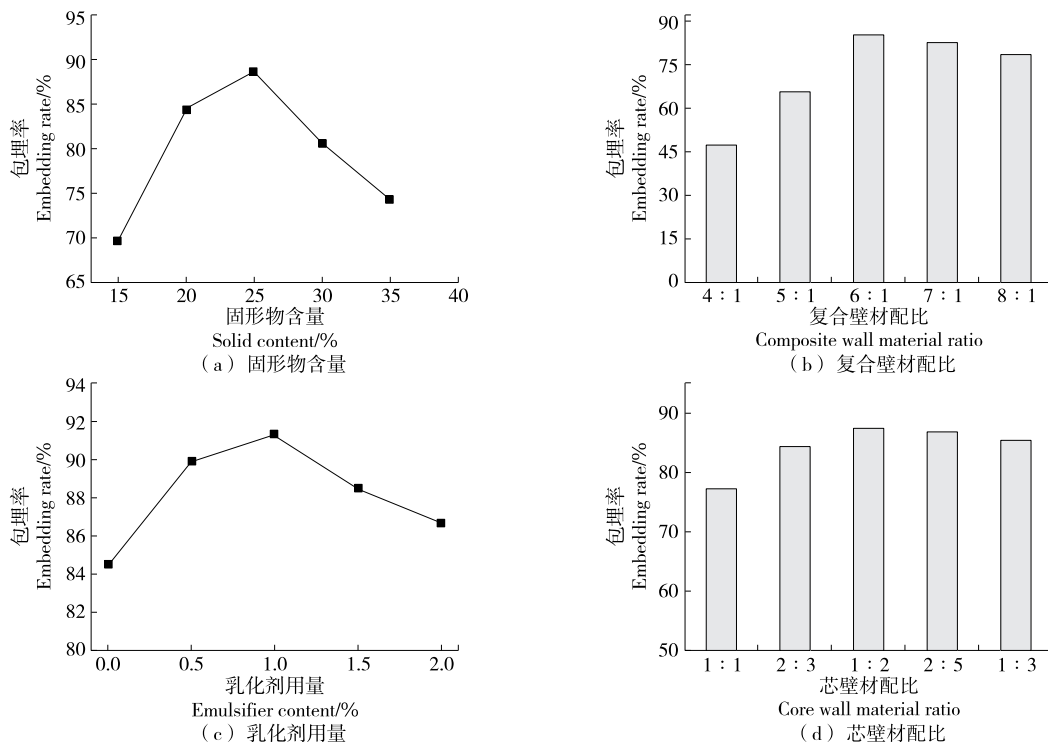 95
90
85
80
75
70
65
包埋率
Embedding rate/%
15
20
25
30
35
40
固形物含量
Solid content/%
（a）固形物含量
90
75
60
45
30
15
0
包埋率
Embedding rate/%
4∶1
5∶1
6∶1
7∶1
8∶1
复合壁材配比
Composite wall material ratio
（b）复合壁材配比
94
92
90
88
86
84
82
80
包埋率
Embedding rate/%
0.0
0.5
1.0
1.5
2.0
乳化剂用量
Emulsifier content/%
（c）乳化剂用量
90
80
70
60
50
包埋率
Embedding rate/%
1∶1
2∶3
1∶2
2∶5
1∶3
芯壁材配比
Core wall material ratio
（d）芯壁材配比